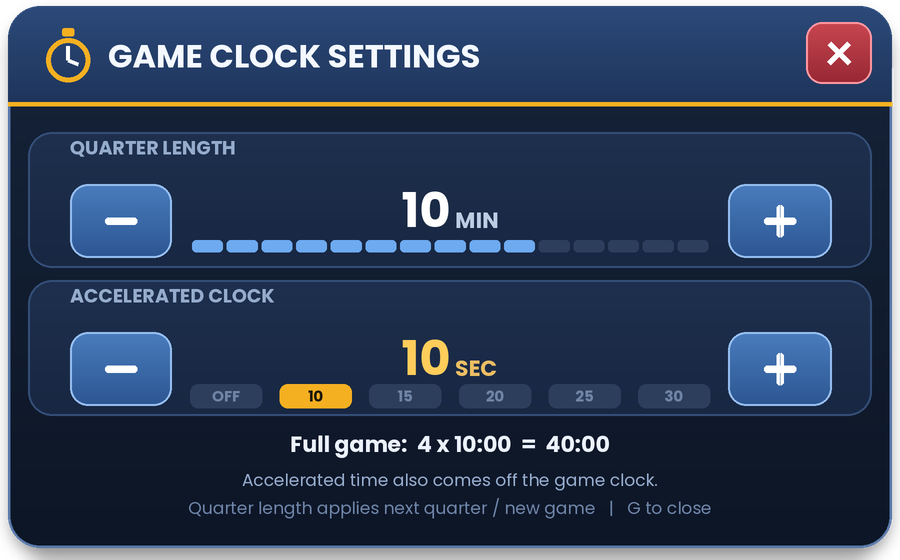 GAME CLOCK SETTINGS
QUARTER LENGTH
10 MIN
ACCELERATED CLOCK
10 SEC
OFF 10 15 20 25 30
Full game: 4 x 10:00 = 40:00
Accelerated time also comes off the game clock.
Quarter length applies next quarter / new game | G to close